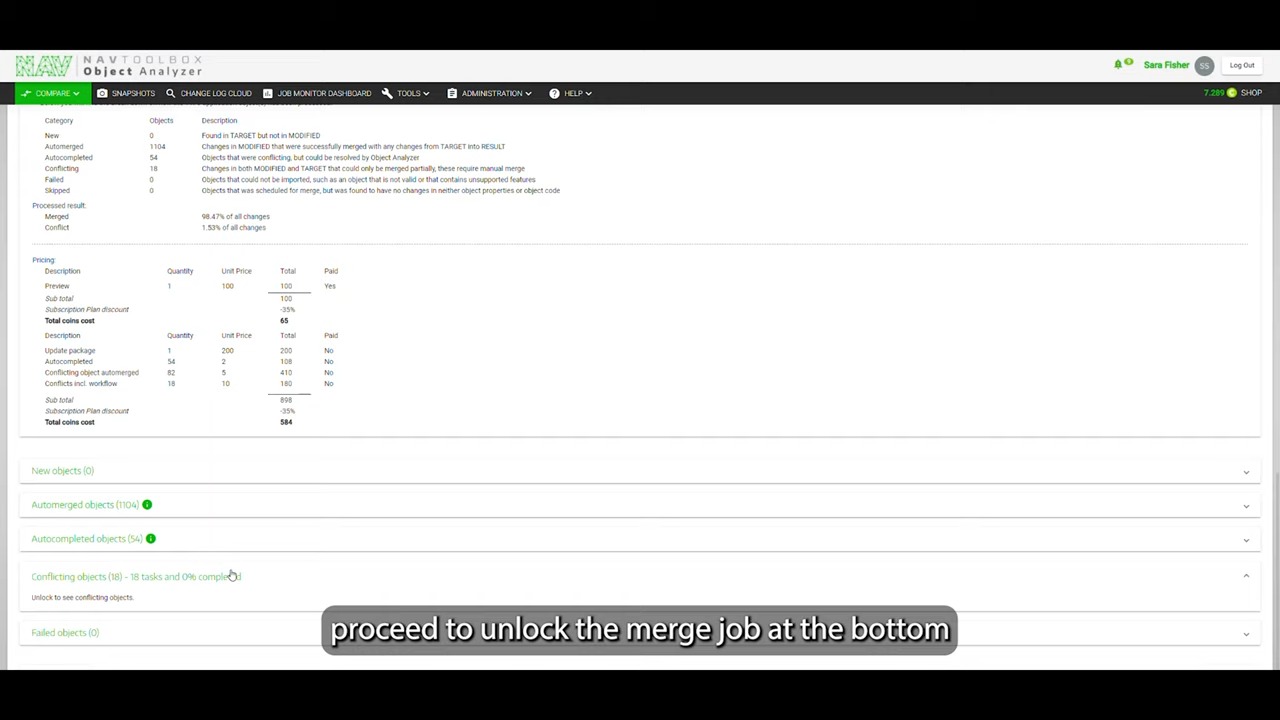 NAV NAVTOOLBOX
Object Analyzer
5 Sara Fisher SS Log Out
COMPARE SNAPSHOTS CHANGE LOG CLOUD JOB MONITOR DASHBOARD TOOLS ADMINISTRATION HELP 7.289 C SHOP
Category Objects Description
New 0 Found in TARGET but not in MODIFIED
Automerged 1104 Changes in MODIFIED that were successfully merged with any changes from TARGET into RESULT
Autocompleted 54 Objects that were conflicting, but could be resolved by Object Analyzer
Conflicting 18 Changes in both MODIFIED and TARGET that could only be merged partially, these require manual merge
Failed 0 Objects that could not be imported, such as an object that is not valid or that contains unsupported features
Skipped 0 Objects that was scheduled for merge, but was found to have no changes in neither object properties or object code
Processed result:
Merged 98.47% of all changes
Conflict 1.53% of all changes
Pricing:
Description Quantity Unit Price Total Paid
Preview 1 100 100 Yes
Sub total 100
Subscription Plan discount -35%
Total coins cost 65
Description Quantity Unit Price Total Paid
Update package 1 200 200 No
Autocompleted 54 2 108 No
Conflicting object automerged 82 5 410 No
Conflicts incl. workflow 18 10 180 No
Sub total 898
Subscription Plan discount -35%
Total coins cost 584
New objects (0)
Automerged objects (1104)
Autocompleted objects (54)
Conflicting objects (18) - 18 tasks and 0% completed
Unlock to see conflicting objects.
Failed objects (0)
proceed to unlock the merge job at the bottom